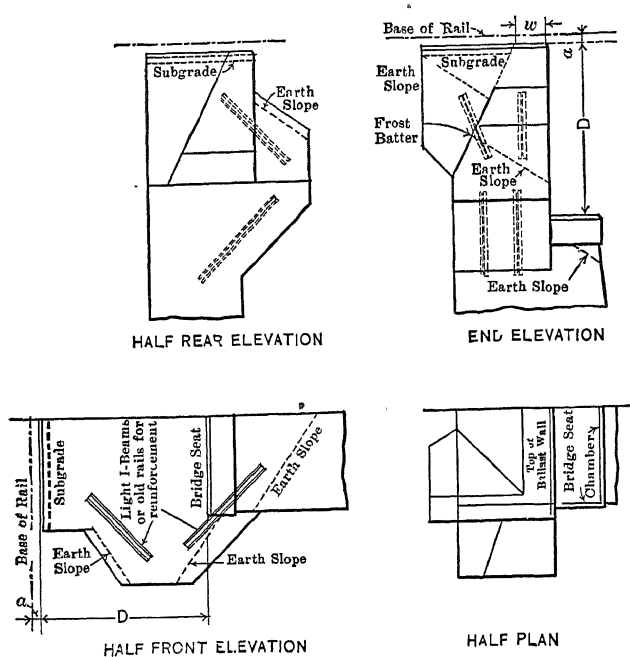 Subgrade
Earth
Slope
HALF REAR ELEVATION
Base of Rail
w
a
Subgrade
Earth
Slope
Frost
Batter
D
Earth
Slope
Earth Slope
END ELEVATION
Base of Rail
Subgrade
Light I-Beams
or old rails for
reinforcement
Bridge Seat
Earth Slope
Earth
Slope
Earth Slope
a
D
HALF FRONT ELEVATION
Top of
Ballast Wall
Bridge Seat
Chamber
HALF PLAN